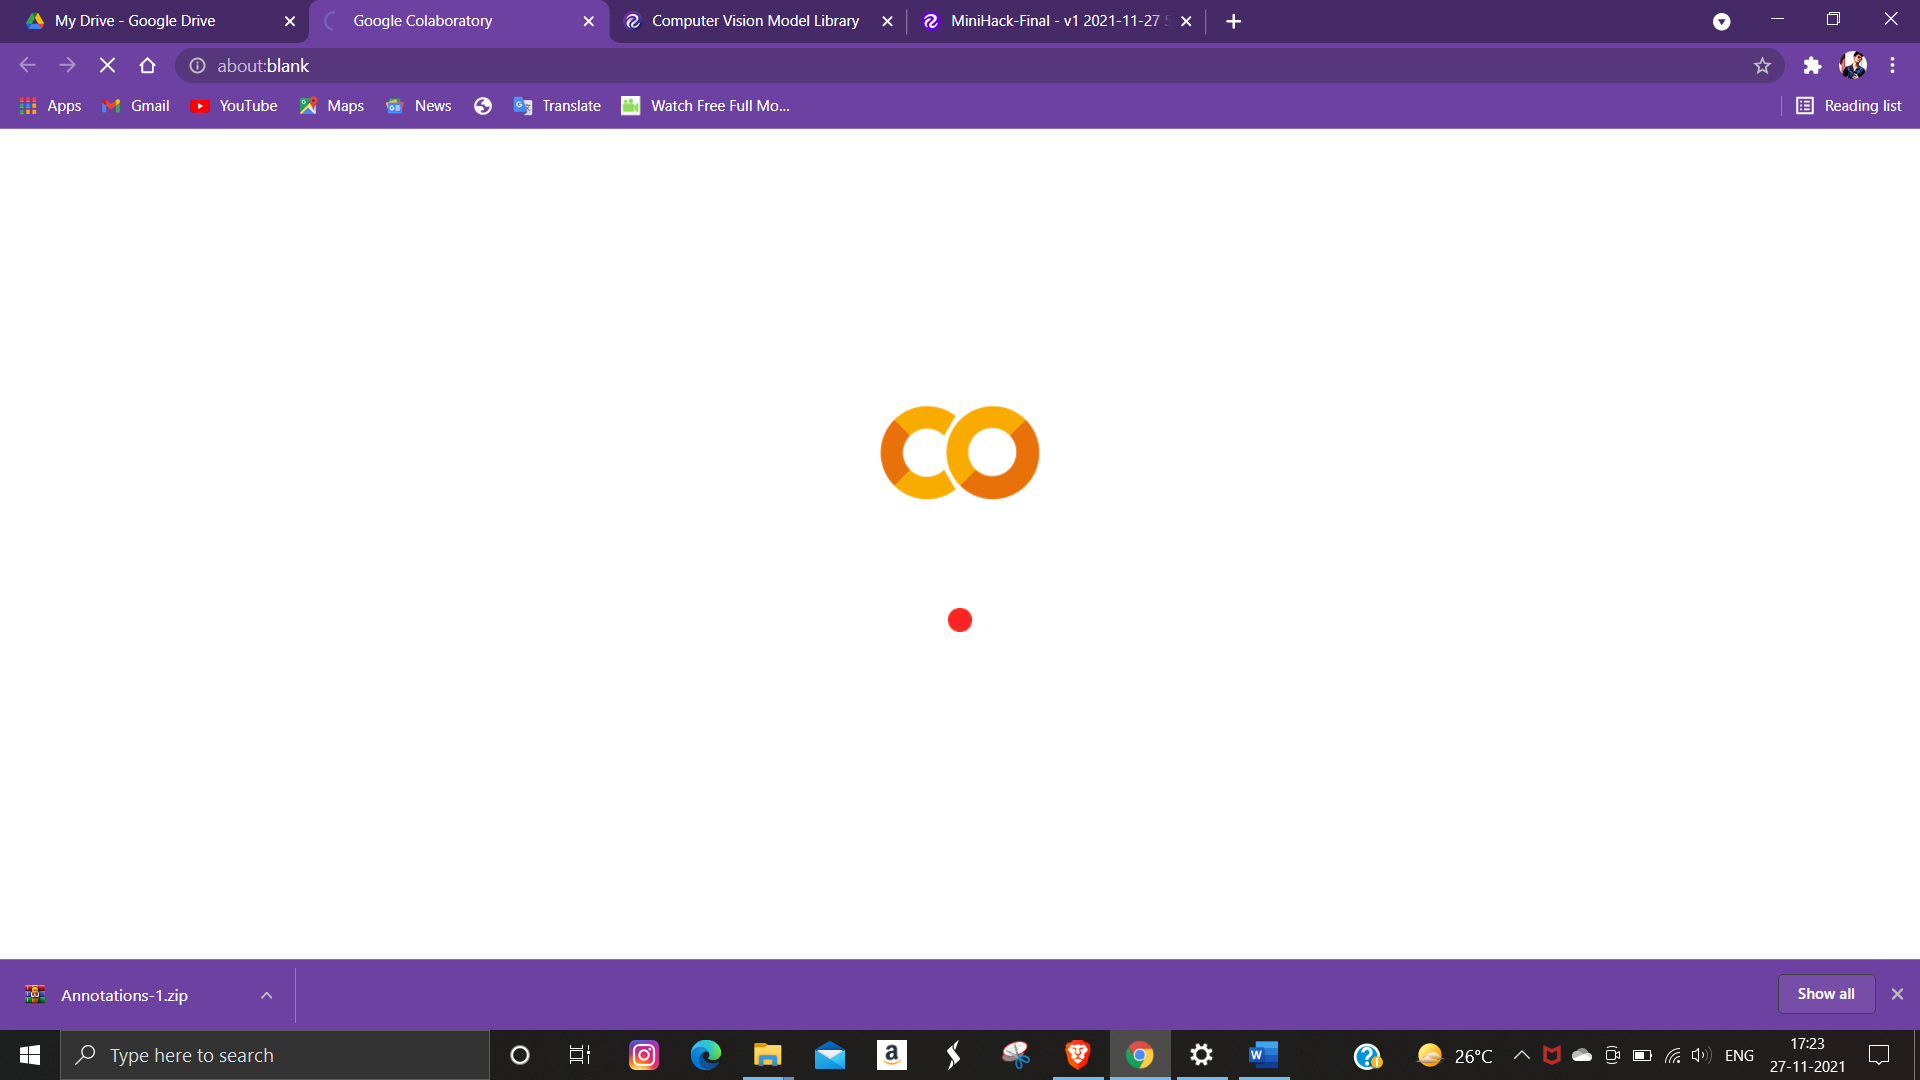 My Drive - Google Drive
Google Colaboratory
Computer Vision Model Library
MiniHack-Final - v1 2021-11-27
about:blank
Apps
Gmail
YouTube
Maps
News
Translate
Watch Free Full Mo...
Reading list
CO
Annotations-1.zip
Show all
Type here to search
26°C
ENG
17:23
27-11-2021